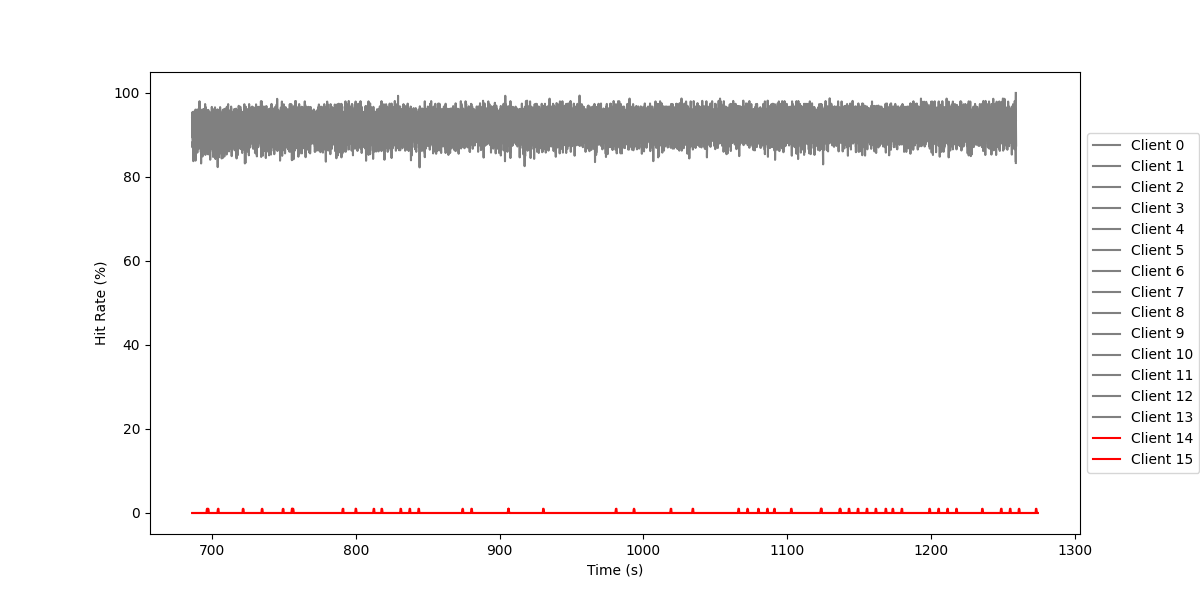 100
80
60
40
20
0
Hit Rate (%)
700 800 900 1000 1100 1200 1300
Time (s)
Client 0
Client 1
Client 2
Client 3
Client 4
Client 5
Client 6
Client 7
Client 8
Client 9
Client 10
Client 11
Client 12
Client 13
Client 14
Client 15